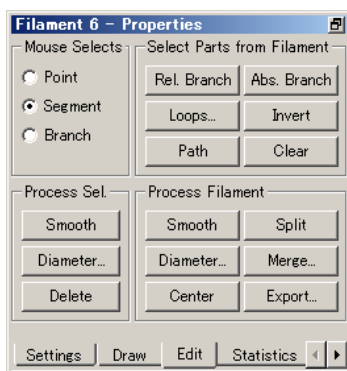 Filament 6 - Properties
Mouse Selects
Select Parts from Filament
Point
Rel. Branch
Abs. Branch
Segment
Loops...
Invert
Branch
Path
Clear
Process Sel.
Process Filament
Smooth
Smooth
Split
Diameter...
Diameter...
Merge...
Delete
Center
Export...
Settings
Draw
Edit
Statistics